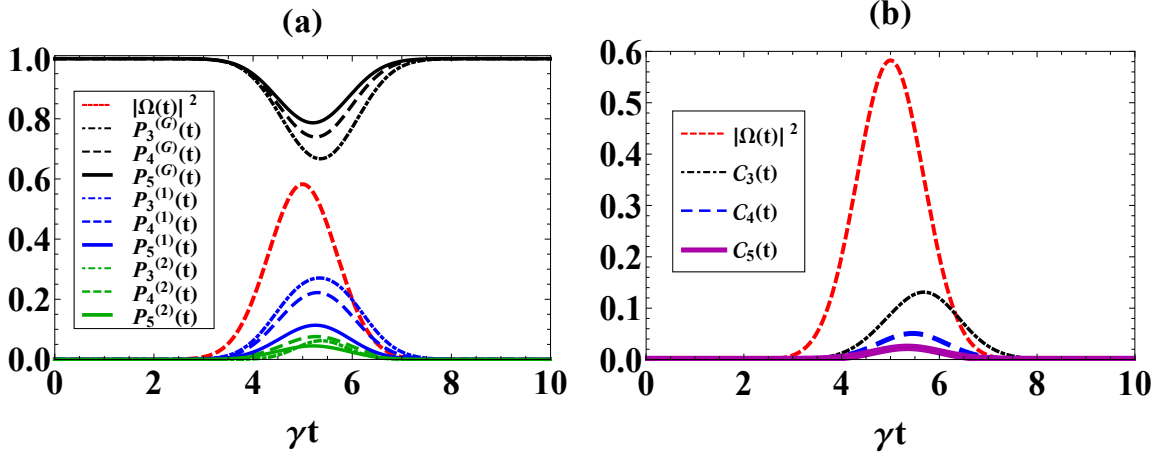 (a)
1.0
0.8
0.6
0.4
0.2
0.0
|Ω(t)|²
P₃⁽ᴳ⁾(t)
P₄⁽ᴳ⁾(t)
P₅⁽ᴳ⁾(t)
P₃⁽¹⁾(t)
P₄⁽¹⁾(t)
P₅⁽¹⁾(t)
P₃⁽²⁾(t)
P₄⁽²⁾(t)
P₅⁽²⁾(t)
0 2 4 6 8 10
γt
(b)
0.6
0.5
0.4
0.3
0.2
0.1
0.0
|Ω(t)|²
C₃(t)
C₄(t)
C₅(t)
0 2 4 6 8 10
γt